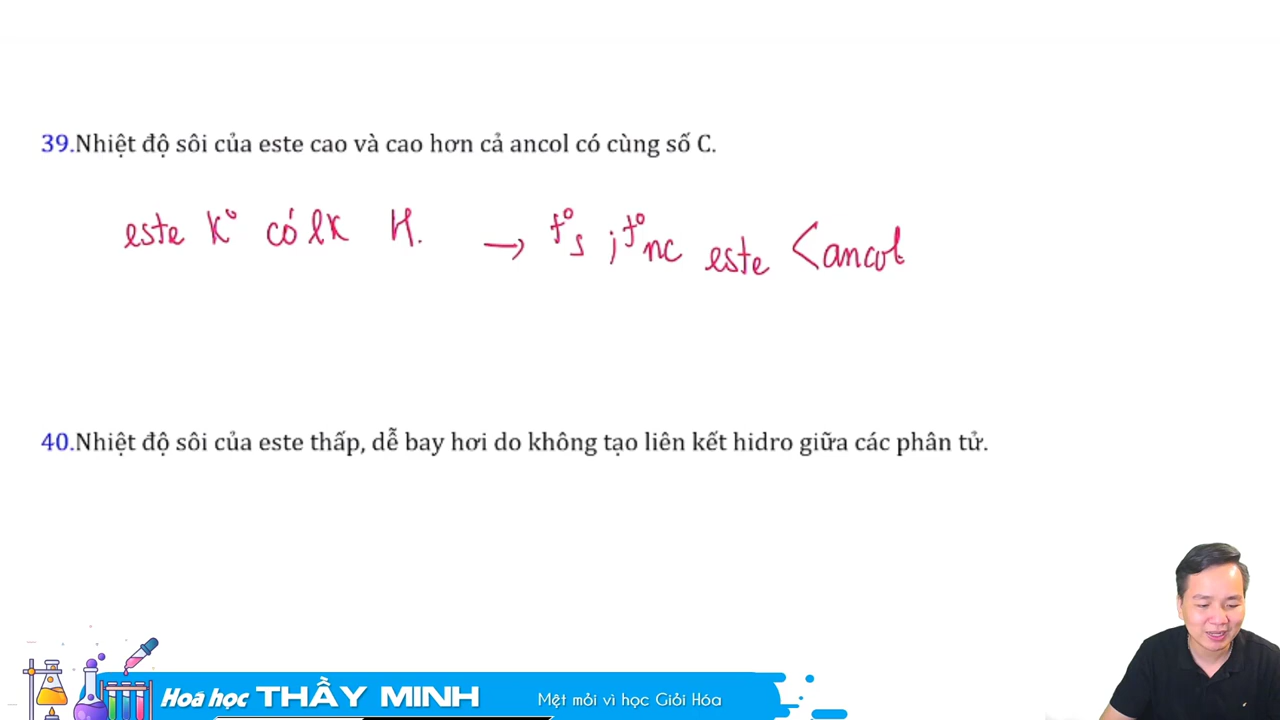 39.Nhiệt độ sôi của este cao và cao hơn cả ancol có cùng số C.
este K° có lk H. → t°s ; t°nc este < ancol
40.Nhiệt độ sôi của este thấp, dễ bay hơi do không tạo liên kết hidro giữa các phân tử.
Hoá học THẦY MINH
Mệt mỏi vì học Giỏi Hóa